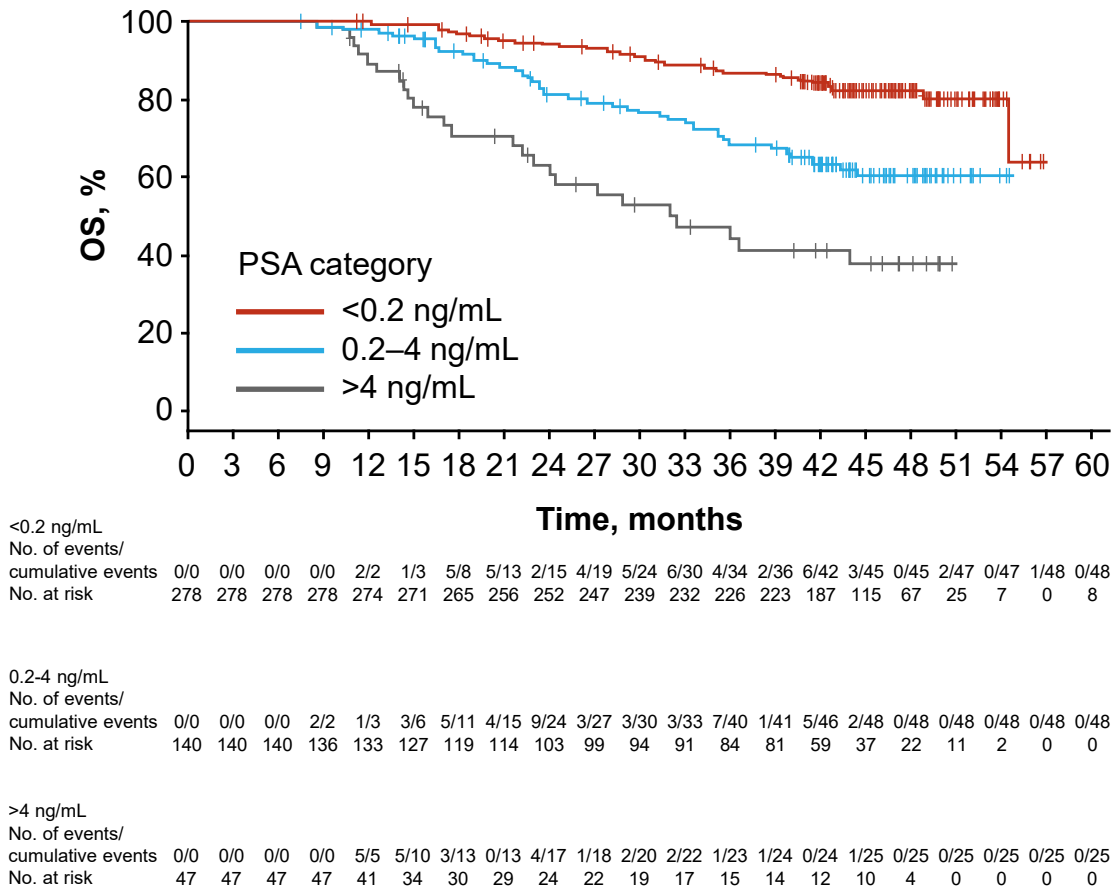 100
80
60
40
20
0
OS, %
PSA category
<0.2 ng/mL
0.2–4 ng/mL
>4 ng/mL
0 3 6 9 12 15 18 21 24 27 30 33 36 39 42 45 48 51 54 57 60
Time, months
<0.2 ng/mL
No. of events/
cumulative events 0/0 0/0 0/0 0/0 2/2 1/3 5/8 5/13 2/15 4/19 5/24 6/30 4/34 2/36 6/42 3/45 0/45 2/47 0/47 1/48 0/48
No. at risk 278 278 278 278 274 271 265 256 252 247 239 232 226 223 187 115 67 25 7 0 8
0.2-4 ng/mL
No. of events/
cumulative events 0/0 0/0 0/0 2/2 1/3 3/6 5/11 4/15 9/24 3/27 3/30 3/33 7/40 1/41 5/46 2/48 0/48 0/48 0/48 0/48 0/48
No. at risk 140 140 140 136 133 127 119 114 103 99 94 91 84 81 59 37 22 11 2 0 0
>4 ng/mL
No. of events/
cumulative events 0/0 0/0 0/0 0/0 5/5 5/10 3/13 0/13 4/17 1/18 2/20 2/22 1/23 1/24 0/24 1/25 0/25 0/25 0/25 0/25 0/25
No. at risk 47 47 47 47 41 34 30 29 24 22 19 17 15 14 12 10 4 0 0 0 0